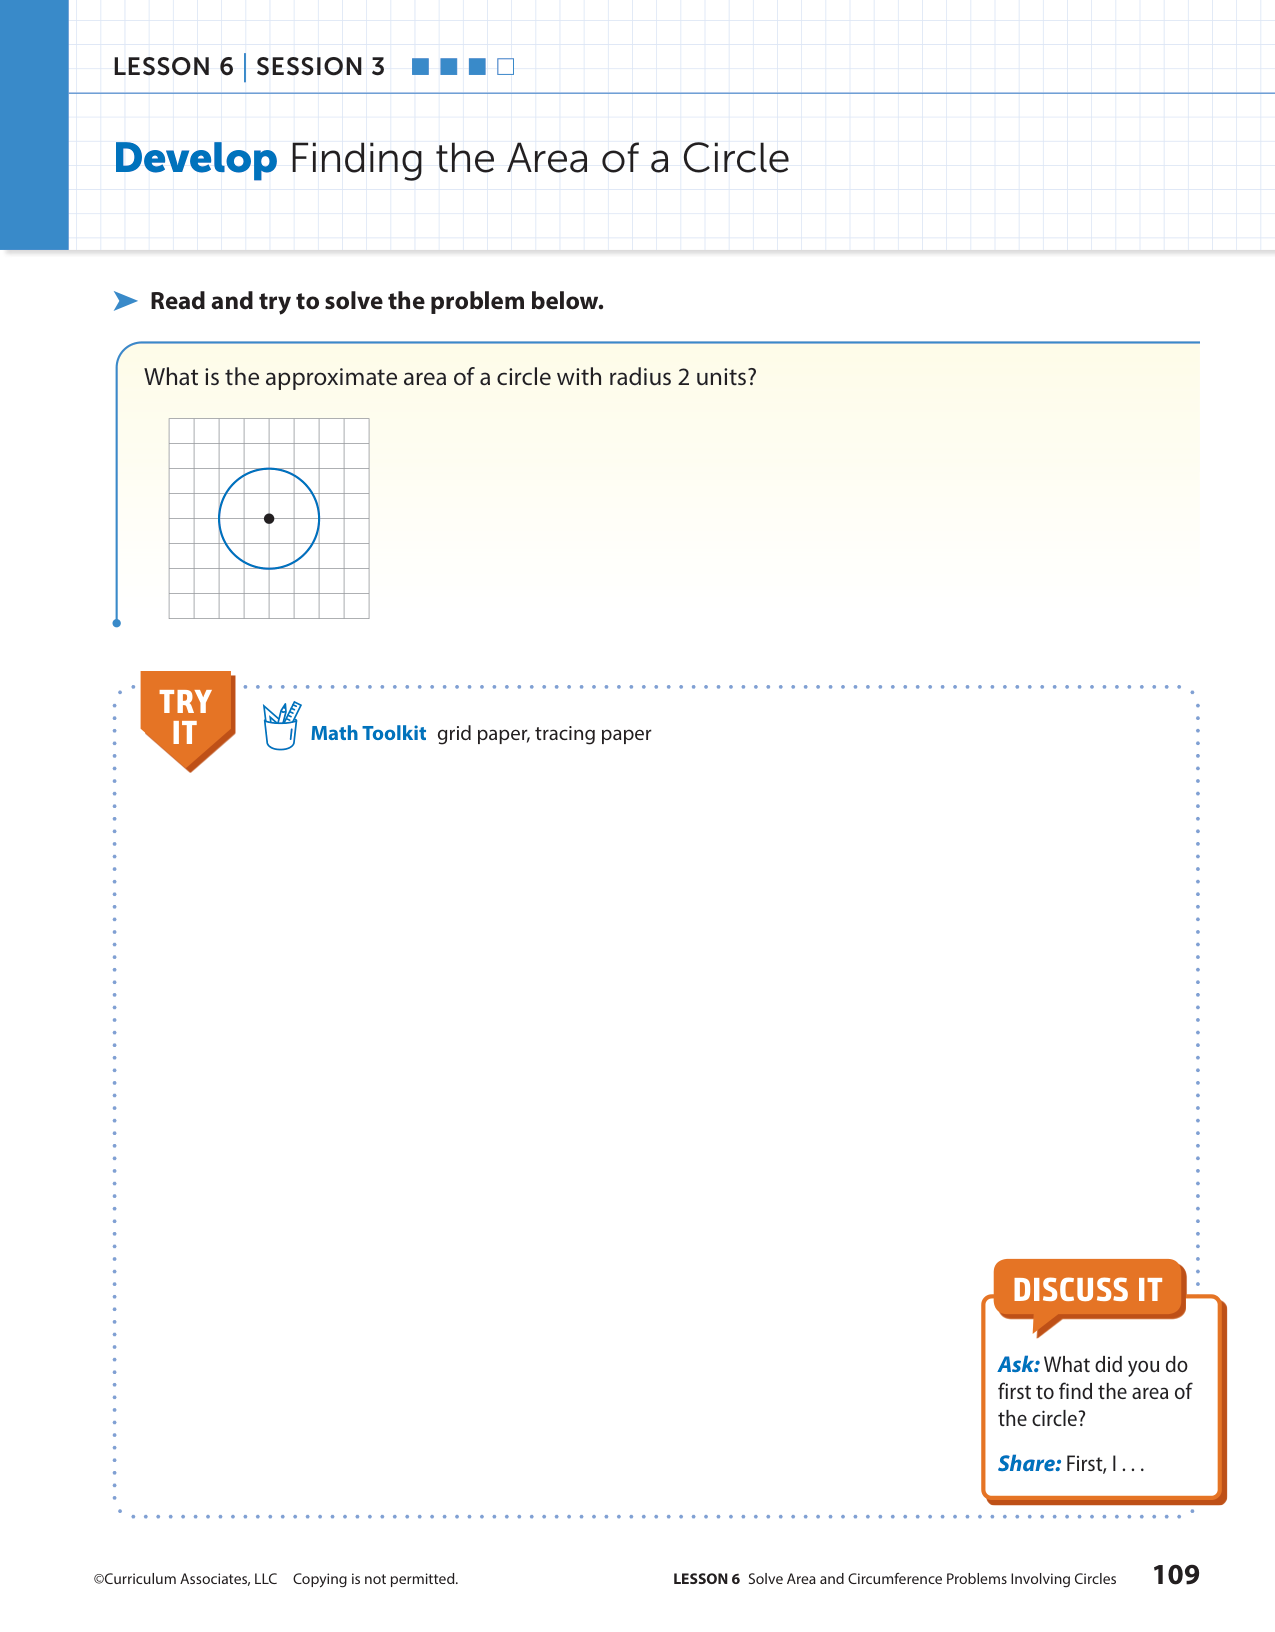 LESSON 6 | SESSION 3
Develop Finding the Area of a Circle
Read and try to solve the problem below.
What is the approximate area of a circle with radius 2 units?
TRY
IT
Math Toolkit grid paper, tracing paper
DISCUSS IT
Ask: What did you do
first to find the area of
the circle?
Share: First, I . . .
©Curriculum Associates, LLC Copying is not permitted.
LESSON 6 Solve Area and Circumference Problems Involving Circles
109